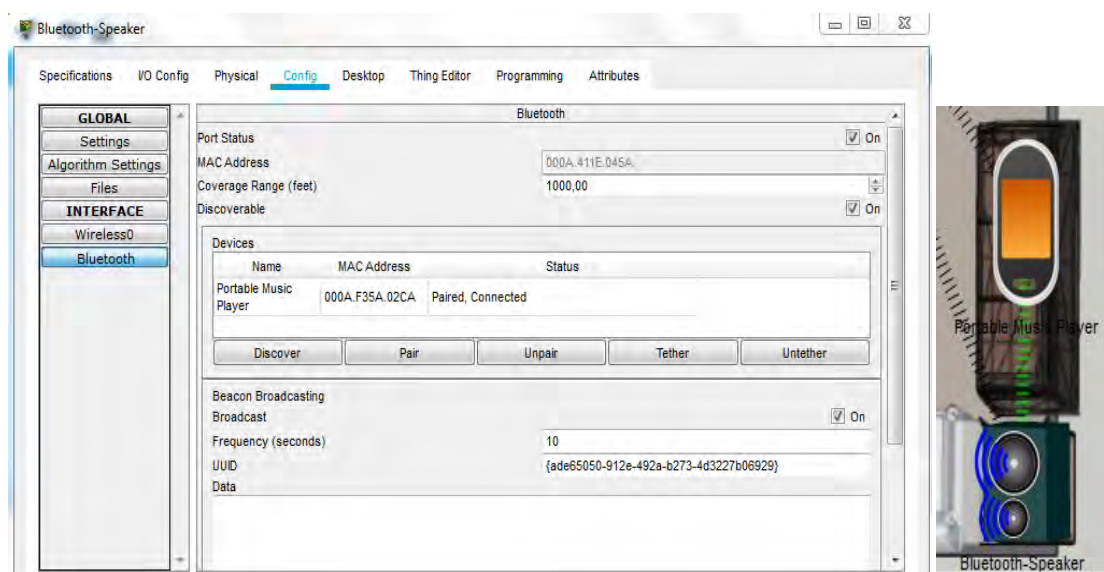 Bluetooth-Speaker
Specifications I/O Config Physical Config Desktop Thing Editor Programming Attributes
GLOBAL
Settings
Algorithm Settings
Files
INTERFACE
Wireless0
Bluetooth
Bluetooth
Port Status On
MAC Address 000A.411E.045A
Coverage Range (feet) 1000,00
Discoverable On
Devices
Name MAC Address Status
Portable Music
Player 000A.F35A.02CA Paired, Connected
Discover Pair Unpair Tether Untether
Beacon Broadcasting
Broadcast On
Frequency (seconds) 10
UUID {ade65050-912e-492a-b273-4d3227b06929}
Data
Portable Music Player
Bluetooth-Speaker